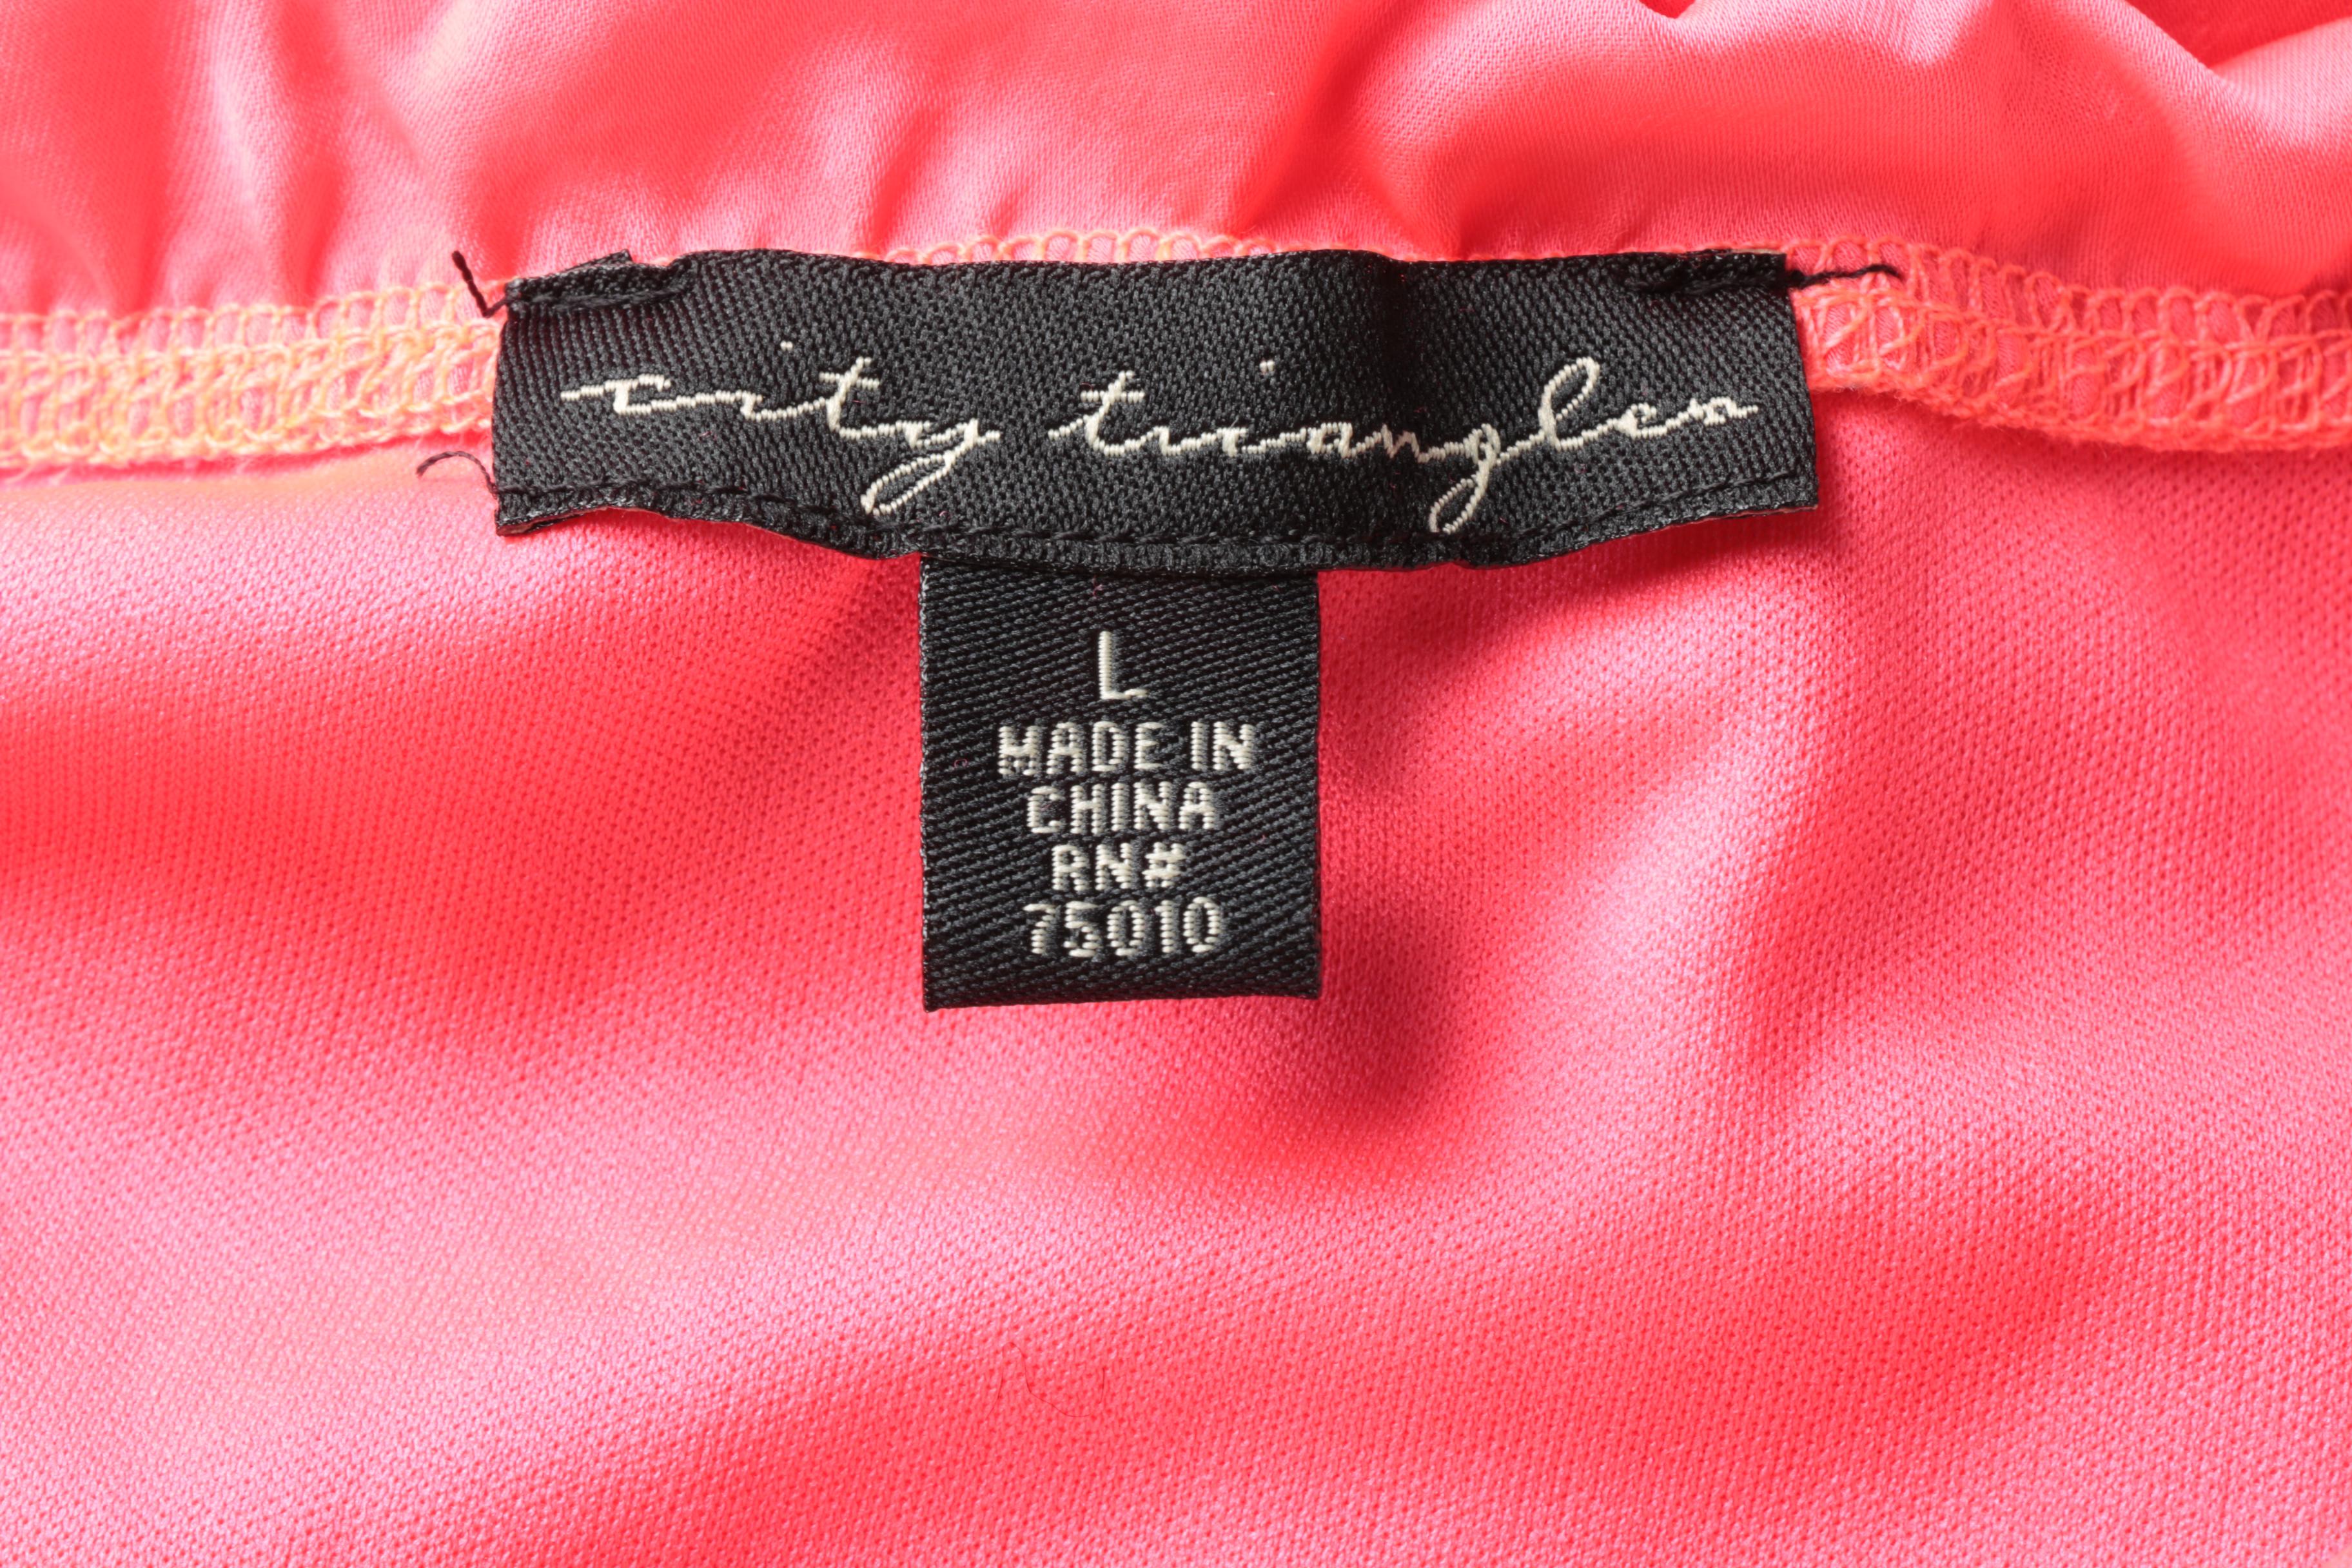 city triangles
L
MADE IN
CHINA
RN#
75010